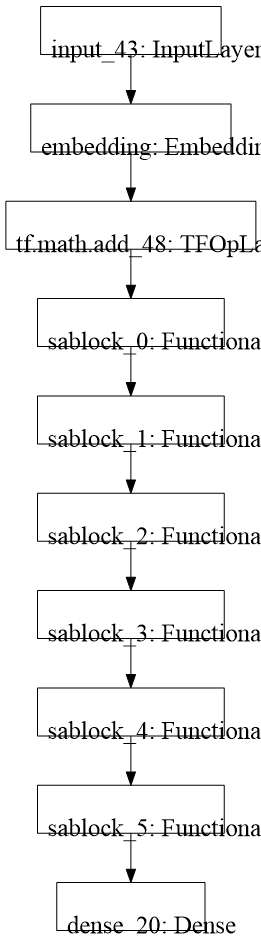 input_43: InputLayer
embedding: Embeddin
tf.math.add_48: TFOpLa
sablock_0: Functiona
sablock_1: Functiona
sablock_2: Functiona
sablock_3: Functiona
sablock_4: Functiona
sablock_5: Functiona
dense_20: Dense